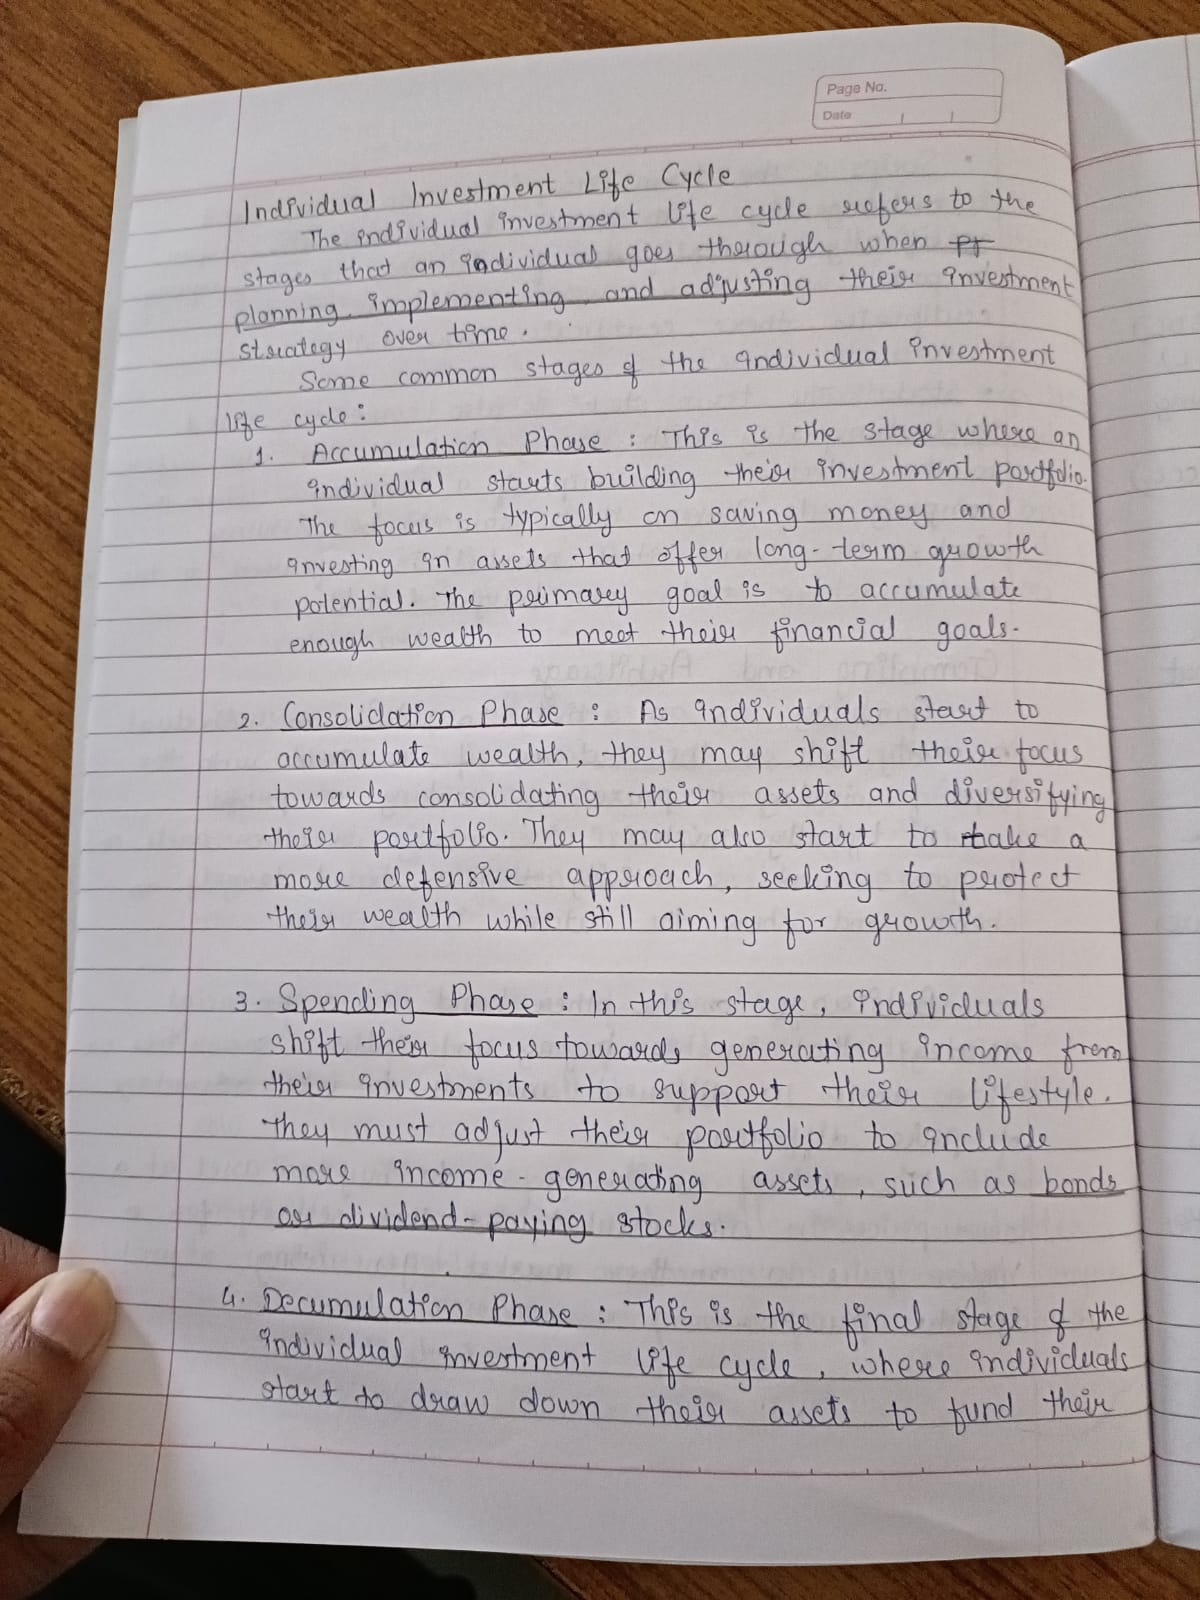 Page No.
Date
Individual Investment Life Cycle
The individual investment life cycle refers to the
stages that an individual goes through when
planning, implementing, and adjusting their investment
strategy over time.
Some common stages of the individual investment
life cycle:
1. Accumulation Phase : This is the stage where an
individual starts building their investment portfolio.
The focus is typically on saving money and
investing in assets that offer long-term growth
potential. The primary goal is to accumulate
enough wealth to meet their financial goals.
2. Consolidation Phase : As individuals start to
accumulate wealth, they may shift their focus
towards consolidating their assets and diversifying
their portfolio. They may also start to take a
more defensive approach, seeking to protect
their wealth while still aiming for growth.
3. Spending Phase : In this stage, individuals
shift their focus towards generating income from
their investments to support their lifestyle.
They must adjust their portfolio to include
more income-generating assets, such as bonds
or dividend-paying stocks.
4. Decumulation Phase : This is the final stage of the
individual investment life cycle, where individuals
start to draw down their assets to fund their